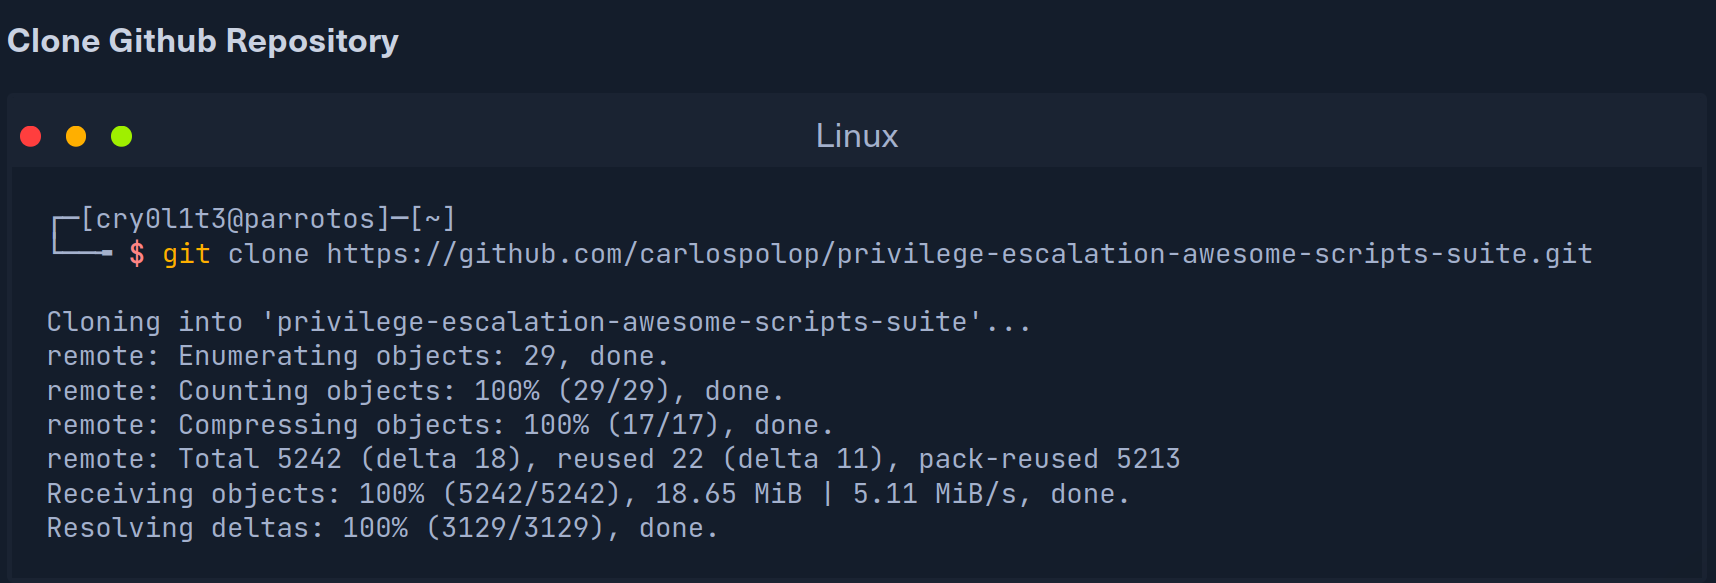 Clone Github Repository
Linux
┌─[cry0l1t3@parrotos]─[~]
└──╼ $ git clone https://github.com/carlospolop/privilege-escalation-awesome-scripts-suite.git
Cloning into 'privilege-escalation-awesome-scripts-suite'...
remote: Enumerating objects: 29, done.
remote: Counting objects: 100% (29/29), done.
remote: Compressing objects: 100% (17/17), done.
remote: Total 5242 (delta 18), reused 22 (delta 11), pack-reused 5213
Receiving objects: 100% (5242/5242), 18.65 MiB | 5.11 MiB/s, done.
Resolving deltas: 100% (3129/3129), done.